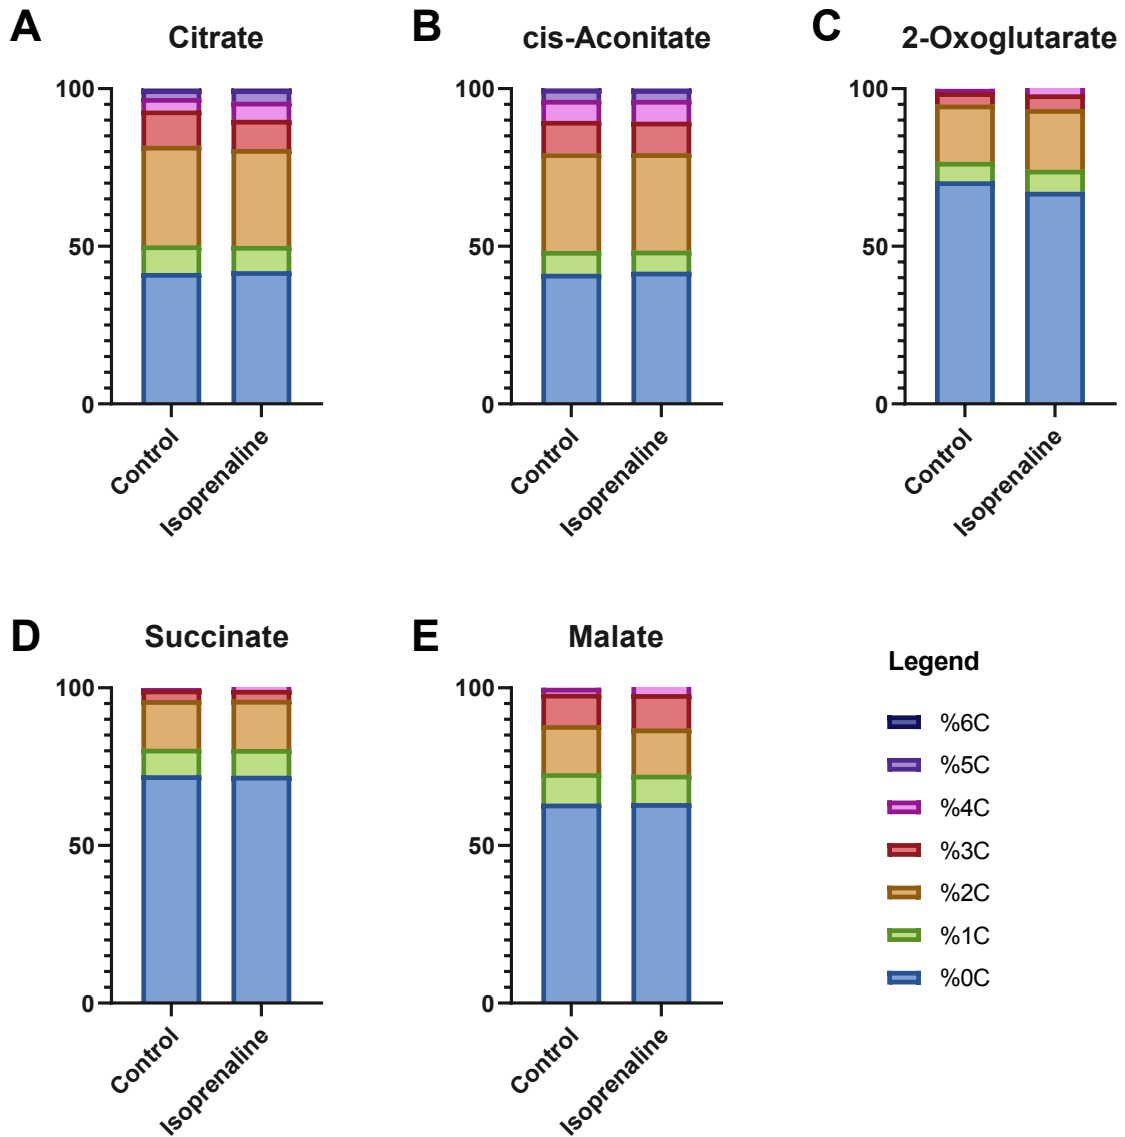 A Citrate
B cis-Aconitate
C 2-Oxoglutarate
100
50
0
Control
Isoprenaline
100
50
0
Control
Isoprenaline
100
50
0
Control
Isoprenaline
D Succinate
E Malate
100
50
0
Control
Isoprenaline
100
50
0
Control
Isoprenaline
Legend
%6C
%5C
%4C
%3C
%2C
%1C
%0C